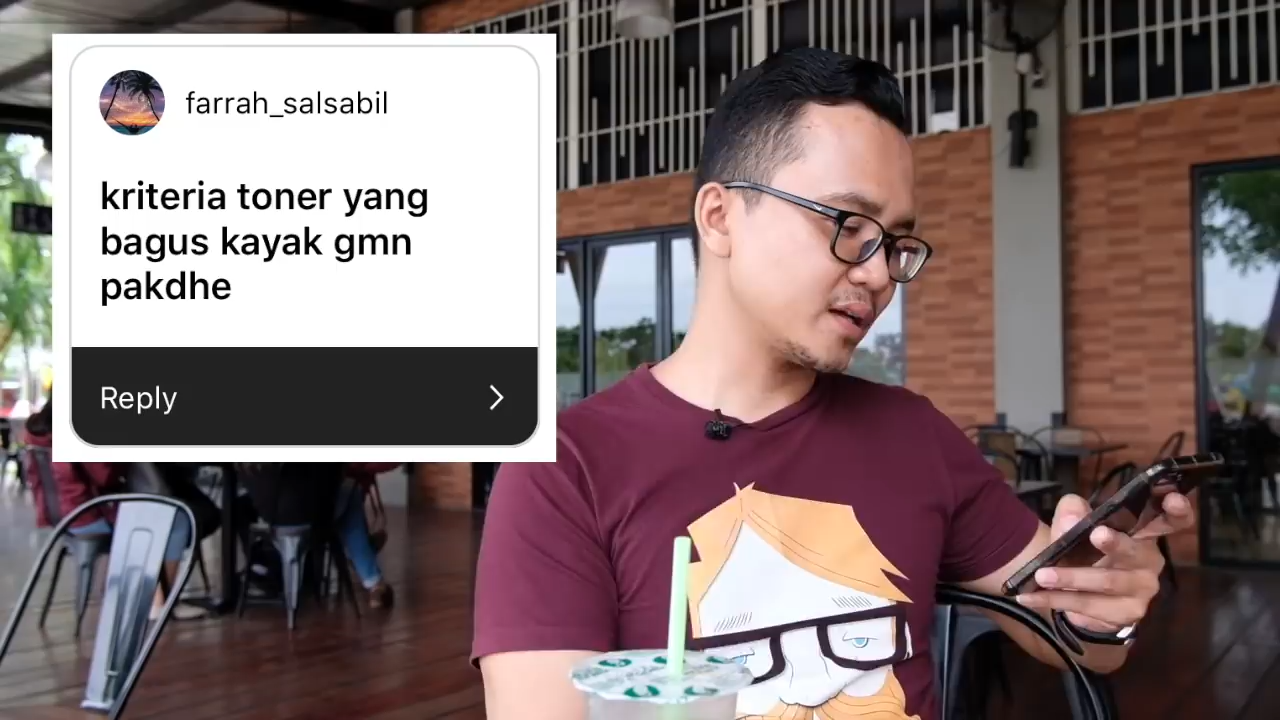 farrah_salsabil
kriteria toner yang
bagus kayak gmn
pakdhe
Reply